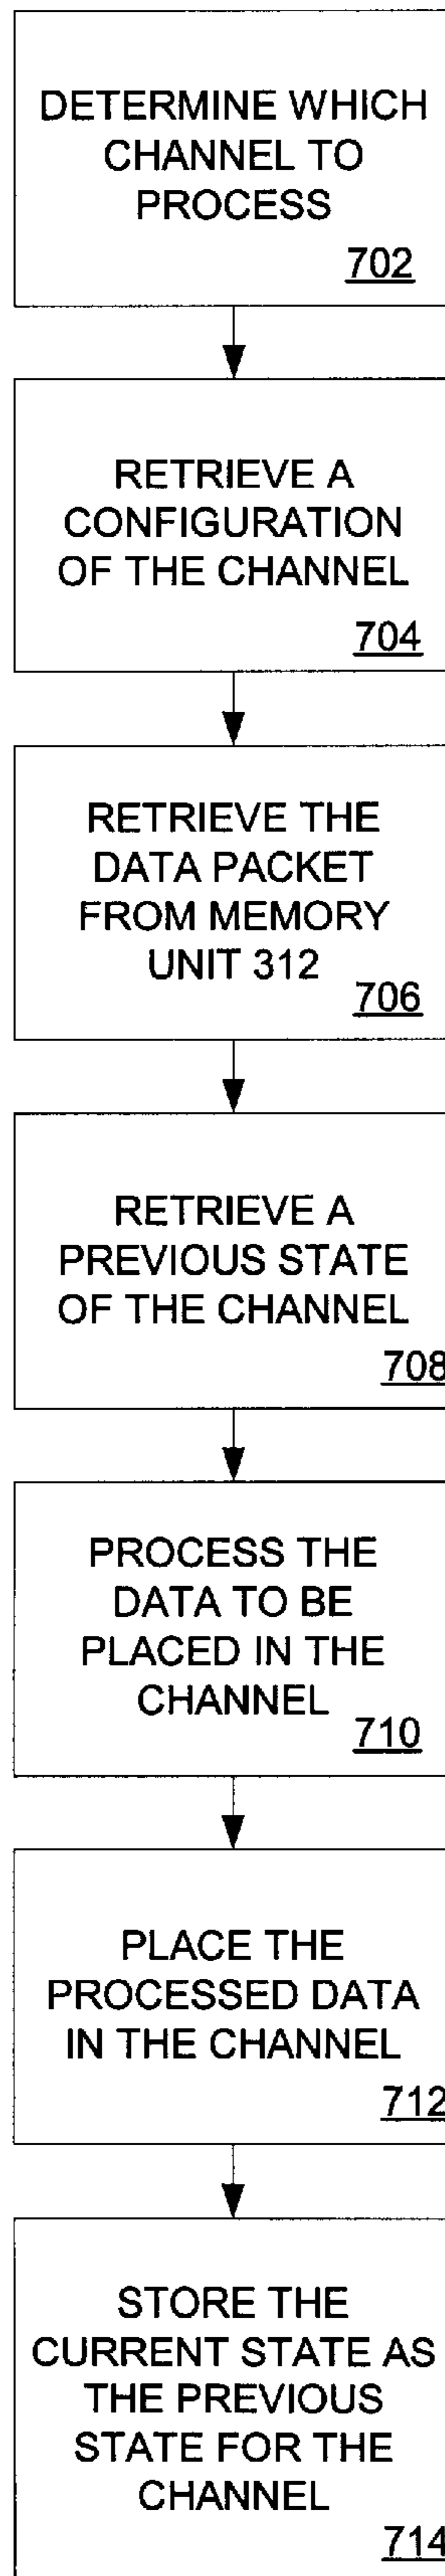 DETERMINE WHICH
CHANNEL TO
PROCESS
702
RETRIEVE A
CONFIGURATION
OF THE CHANNEL
704
RETRIEVE THE
DATA PACKET
FROM MEMORY
UNIT 312
706
RETRIEVE A
PREVIOUS STATE
OF THE CHANNEL
708
PROCESS THE
DATA TO BE
PLACED IN THE
CHANNEL
710
PLACE THE
PROCESSED DATA
IN THE CHANNEL
712
STORE THE
CURRENT STATE AS
THE PREVIOUS
STATE FOR THE
CHANNEL
714